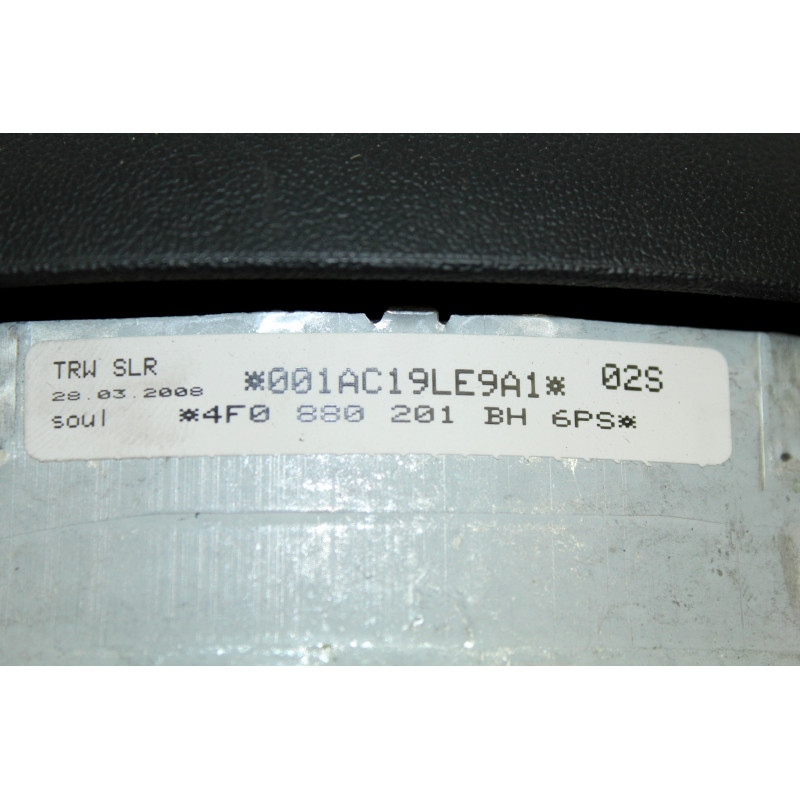 TRW SLR *001AC19LE9A1* 02S
28.03.2008
soul *4F0 880 201 BH 6PS*